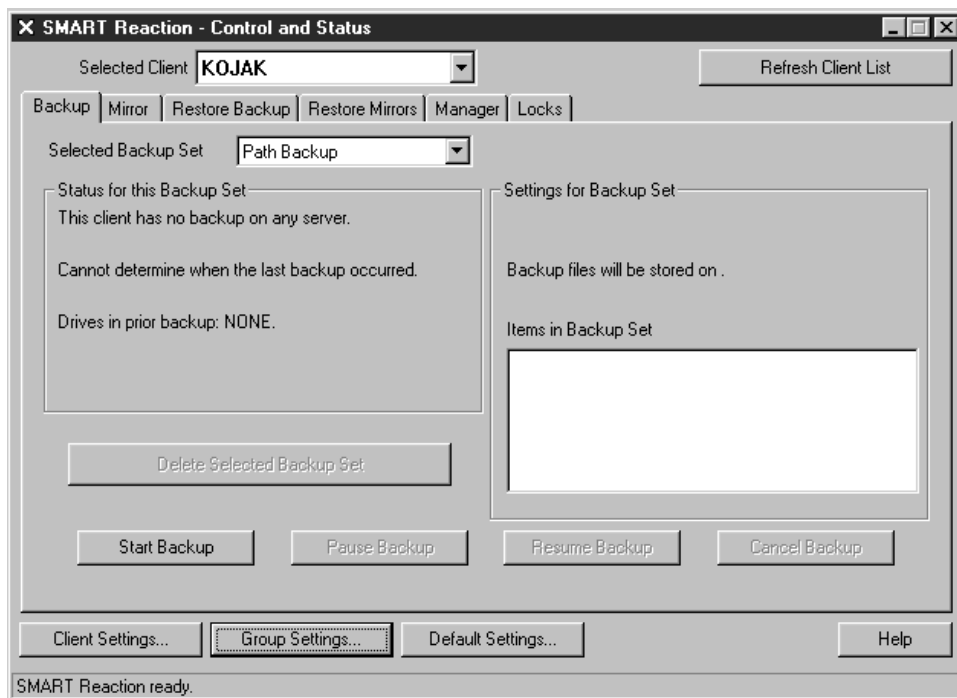 SMART Reaction - Control and Status
Selected Client KOJAK Refresh Client List
Backup Mirror Restore Backup Restore Mirrors Manager Locks
Selected Backup Set Path Backup
Status for this Backup Set Settings for Backup Set
This client has no backup on any server.
Cannot determine when the last backup occurred. Backup files will be stored on .
Drives in prior backup: NONE. Items in Backup Set
Delete Selected Backup Set
Start Backup Pause Backup Resume Backup Cancel Backup
Client Settings... Group Settings... Default Settings... Help
SMART Reaction ready.